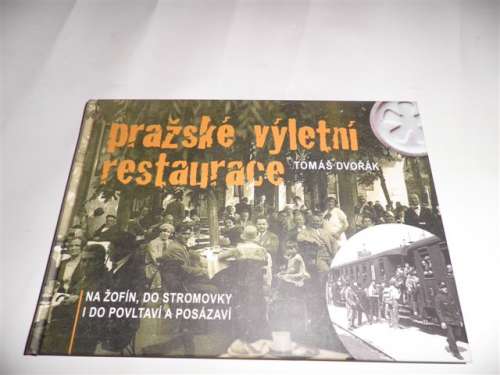 pražské výletní
restaurace
TOMÁŠ DVOŘÁK
NA ŽOFÍN, DO STROMOVKY
I DO POVLTAVÍ A POSÁZAVÍ